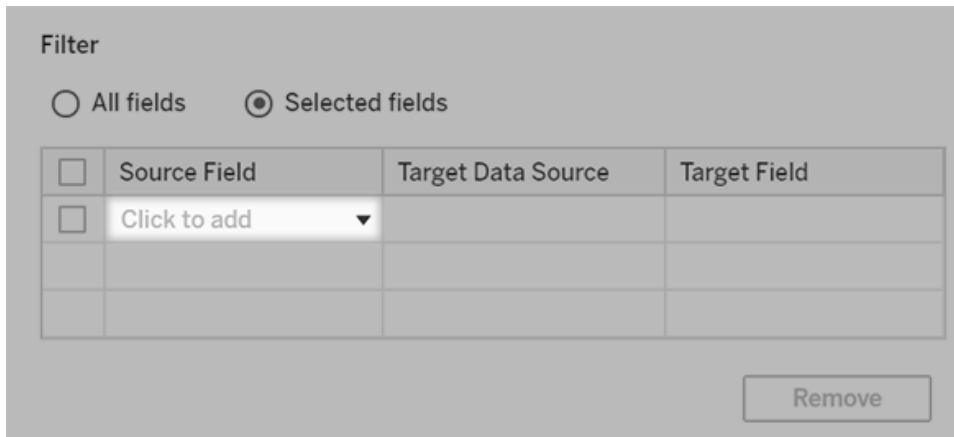 Filter
All fields Selected fields
Source Field Target Data Source Target Field
Click to add
Remove